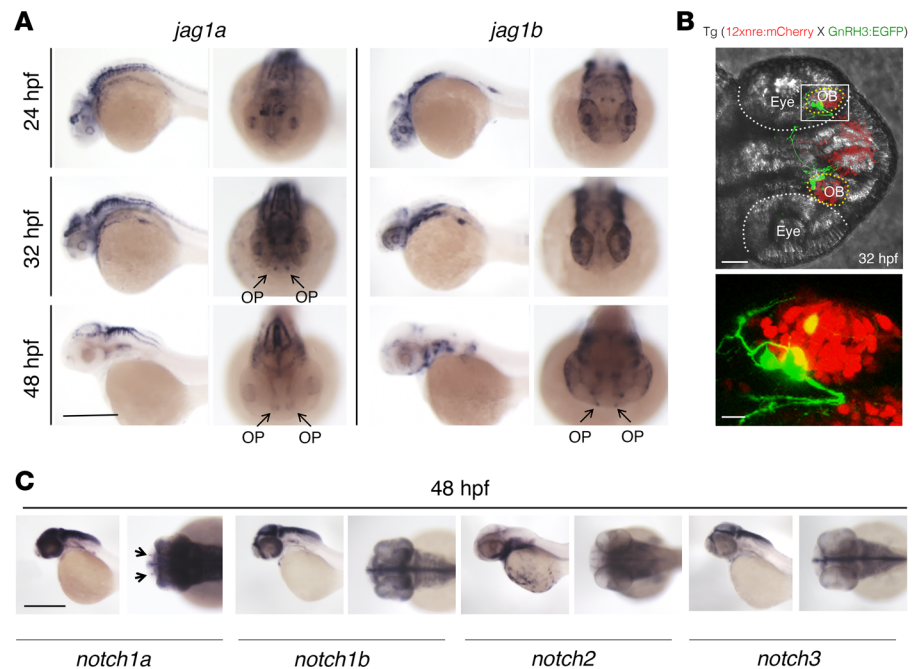 A
jag1a
jag1b
24 hpf
32 hpf
OP
OP
48 hpf
OP
OP
OP
OP
B
Tg (12xnre:mCherry X GnRH3:EGFP)
Eye
OB
OB
Eye
32 hpf
C
48 hpf
notch1a
notch1b
notch2
notch3